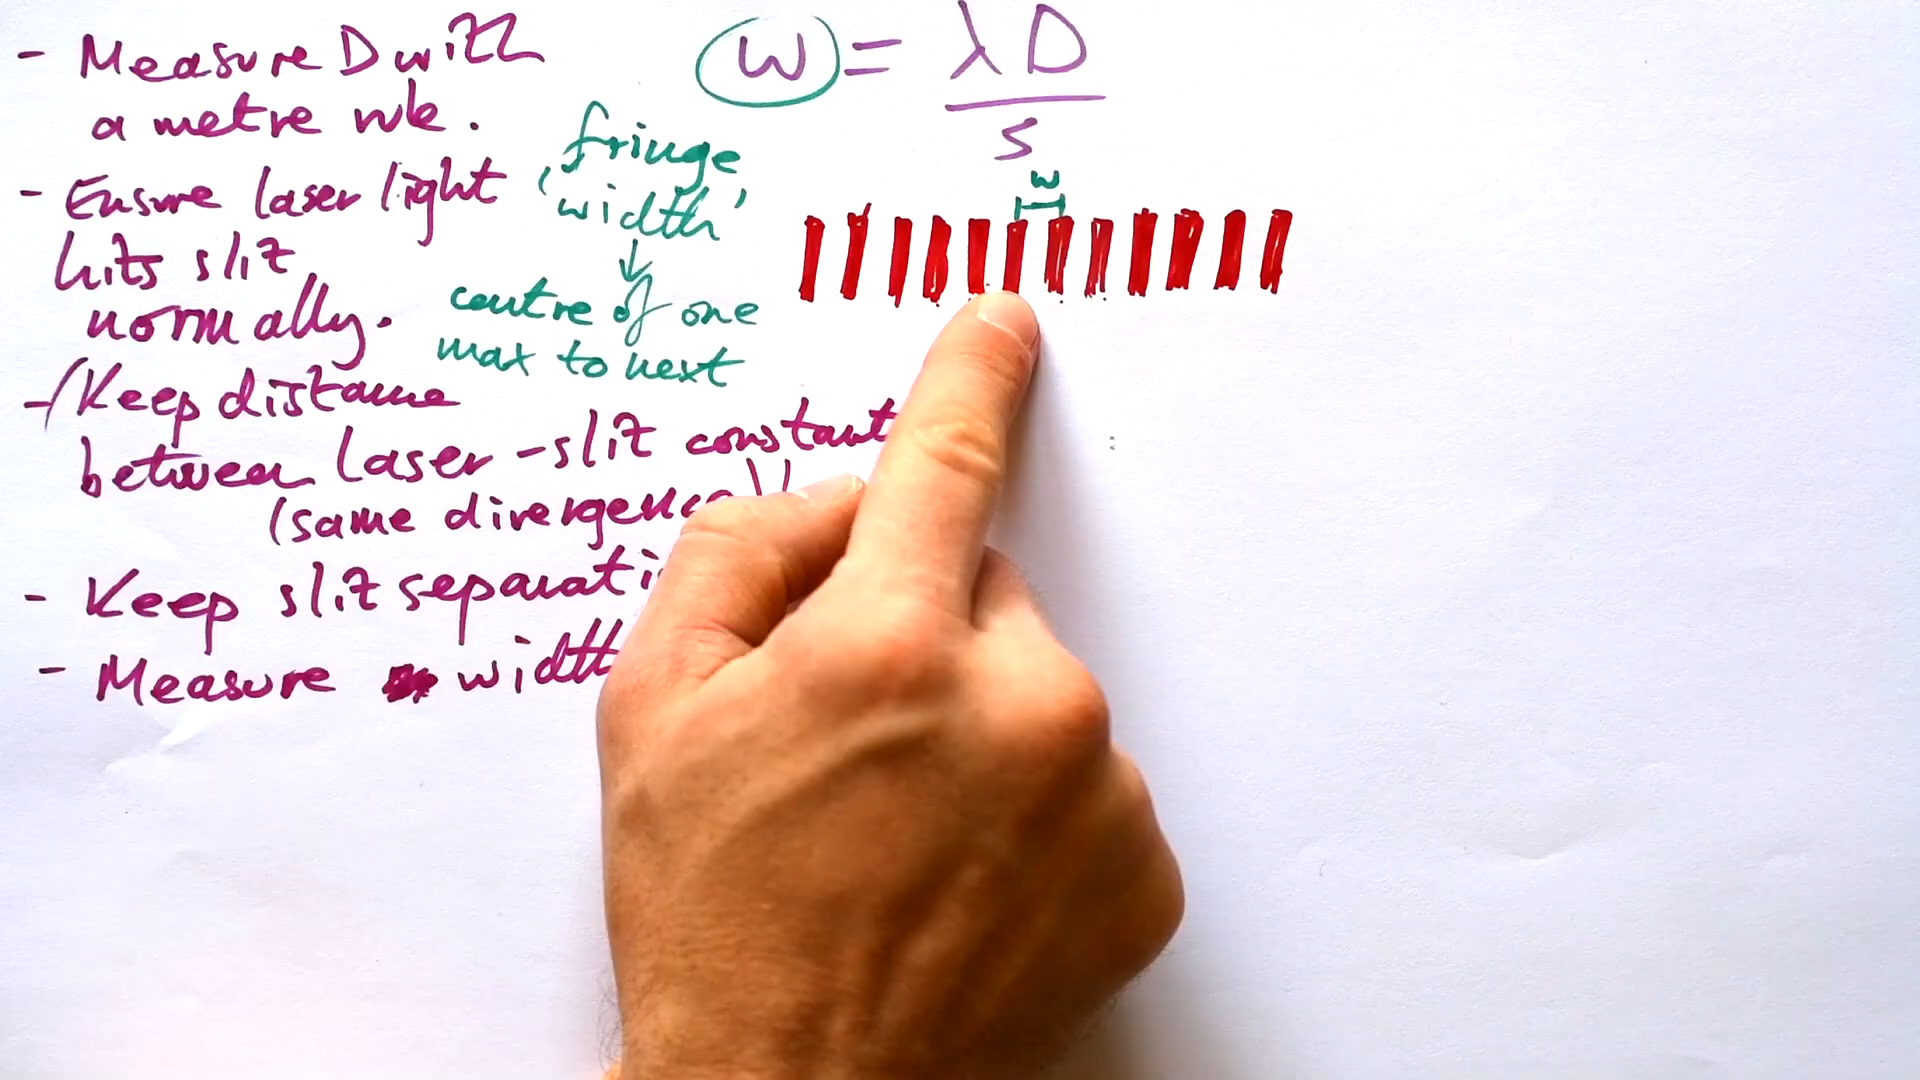 - Measure D with
a metre rule.
- Ensure laser light
hits slit
normally.
- (Keep distance
between laser - slit constant
(same divergence))
- Keep slit separati
- Measure width
w = λD
s
fringe
'width'
↓
centre of one
max to next
w